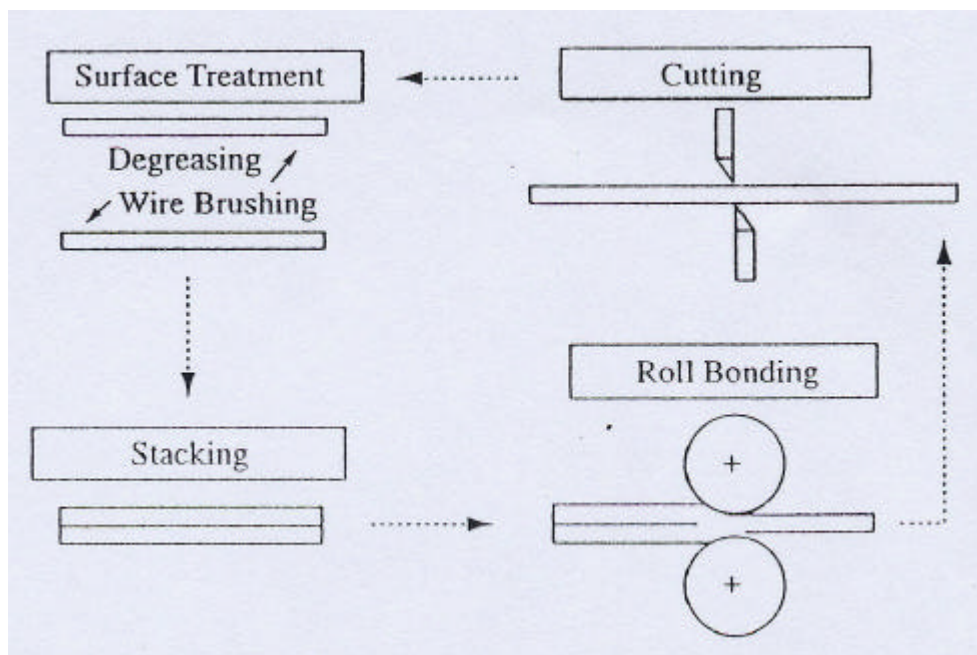 Surface Treatment
Cutting
Degreasing
Wire Brushing
Stacking
Roll Bonding